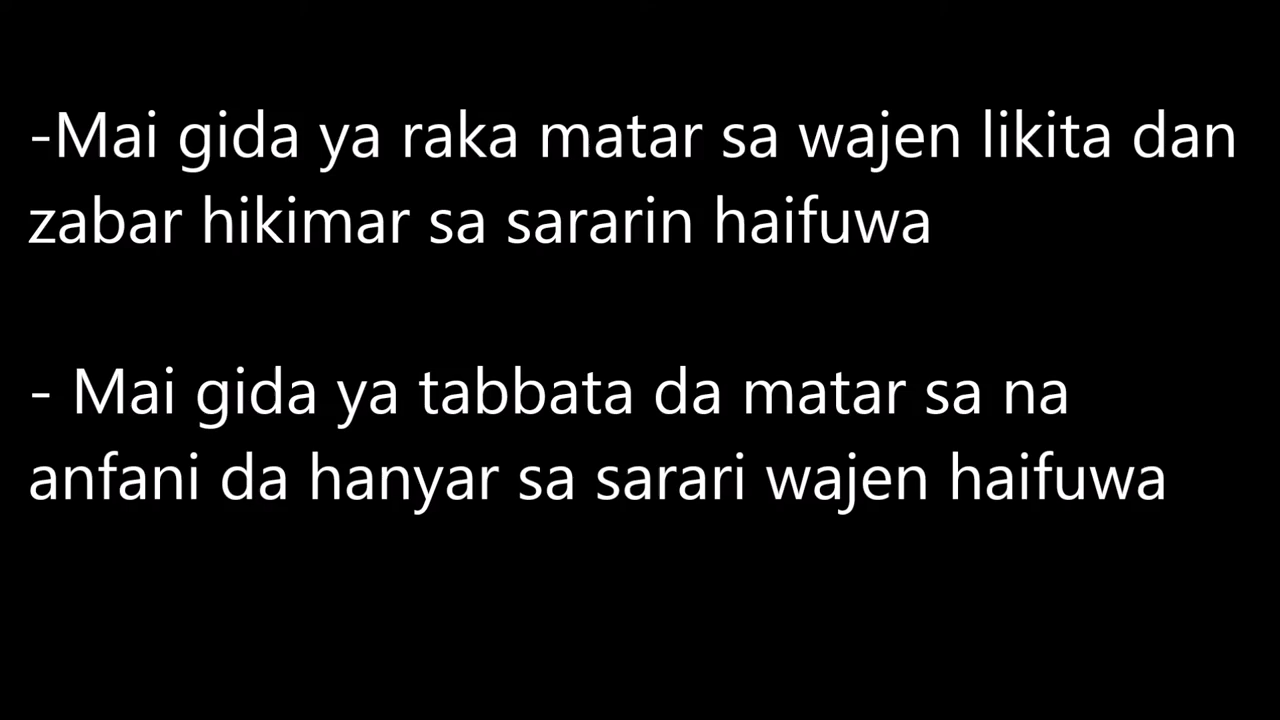 -Mai gida ya raka matar sa wajen likita dan
zabar hikimar sa sararin haifuwa
- Mai gida ya tabbata da matar sa na
anfani da hanyar sa sarari wajen haifuwa